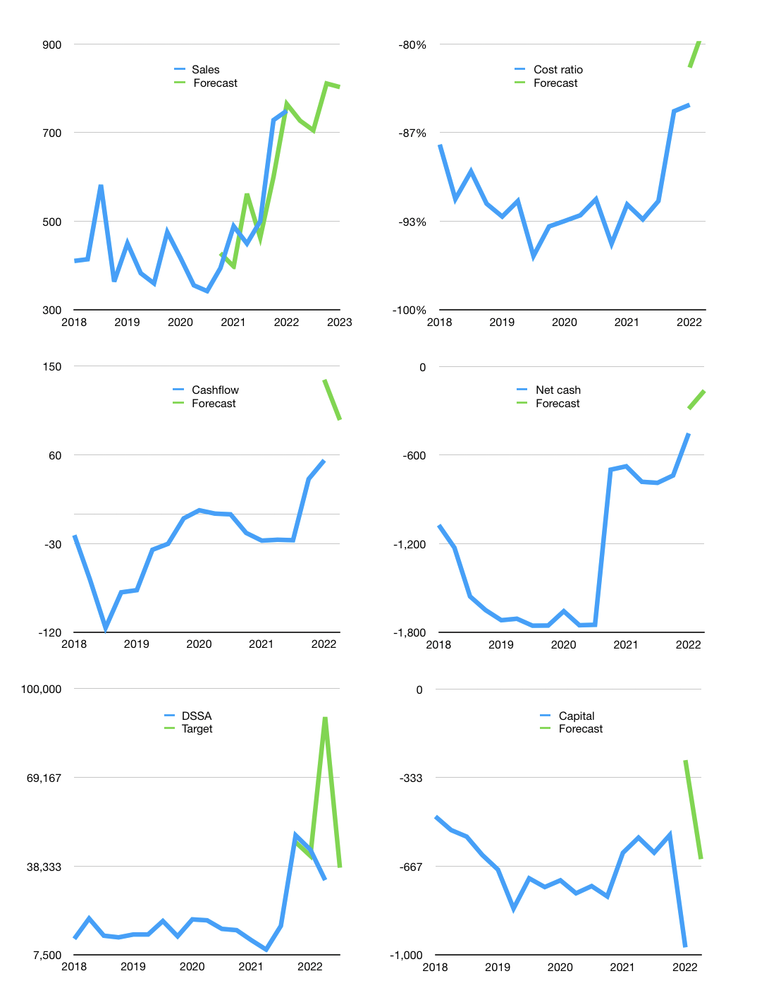 900
700
500
300
2018 2019 2020 2021 2022 2023
Sales
Forecast
-80%
-87%
-93%
-100%
2018 2019 2020 2021 2022
Cost ratio
Forecast
150
60
-30
-120
2018 2019 2020 2021 2022
Cashflow
Forecast
0
-600
-1,200
-1,800
2018 2019 2020 2021 2022
Net cash
Forecast
100,000
69,167
38,333
7,500
2018 2019 2020 2021 2022
DSSA
Target
0
-333
-667
-1,000
2018 2019 2020 2021 2022
Capital
Forecast